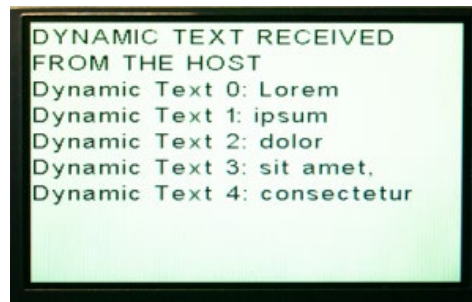 DYNAMIC TEXT RECEIVED
FROM THE HOST
Dynamic Text 0: Lorem
Dynamic Text 1: ipsum
Dynamic Text 2: dolor
Dynamic Text 3: sit amet,
Dynamic Text 4: consectetur